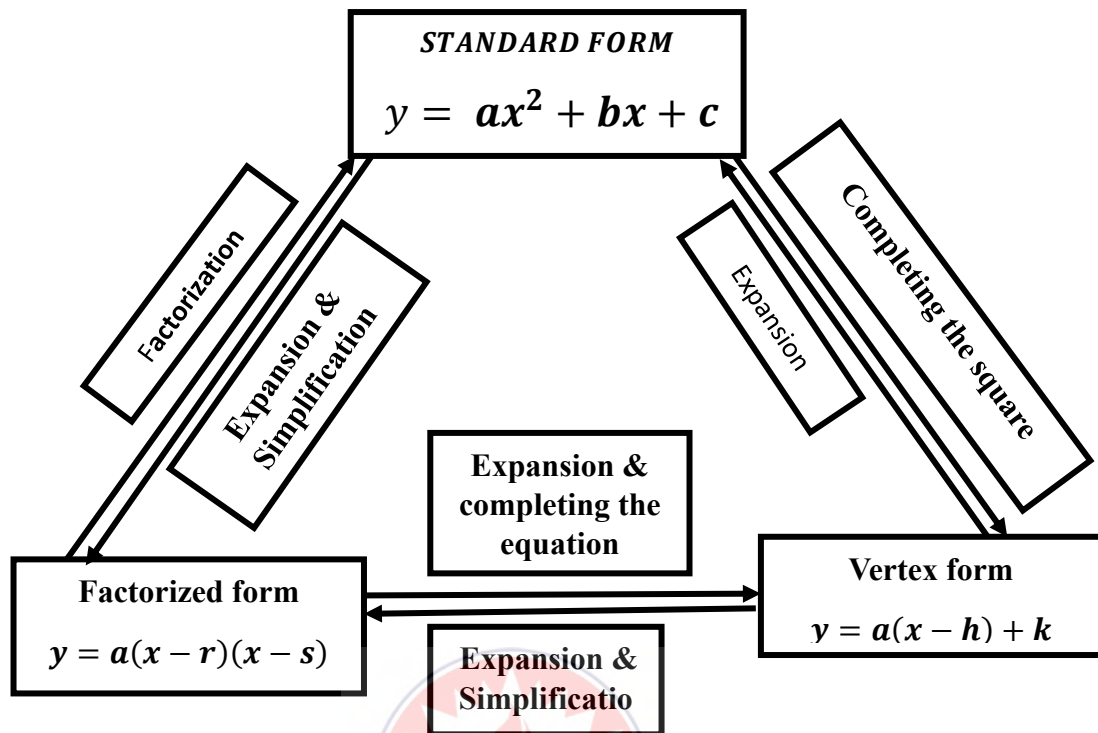 STANDARD FORM
y = ax² + bx + c
Factorization
Expansion &
Simplification
Expansion
Completing the square
Expansion &
completing the
equation
Factorized form
y = a(x − r)(x − s)
Vertex form
y = a(x − h) + k
Expansion &
Simplificatio